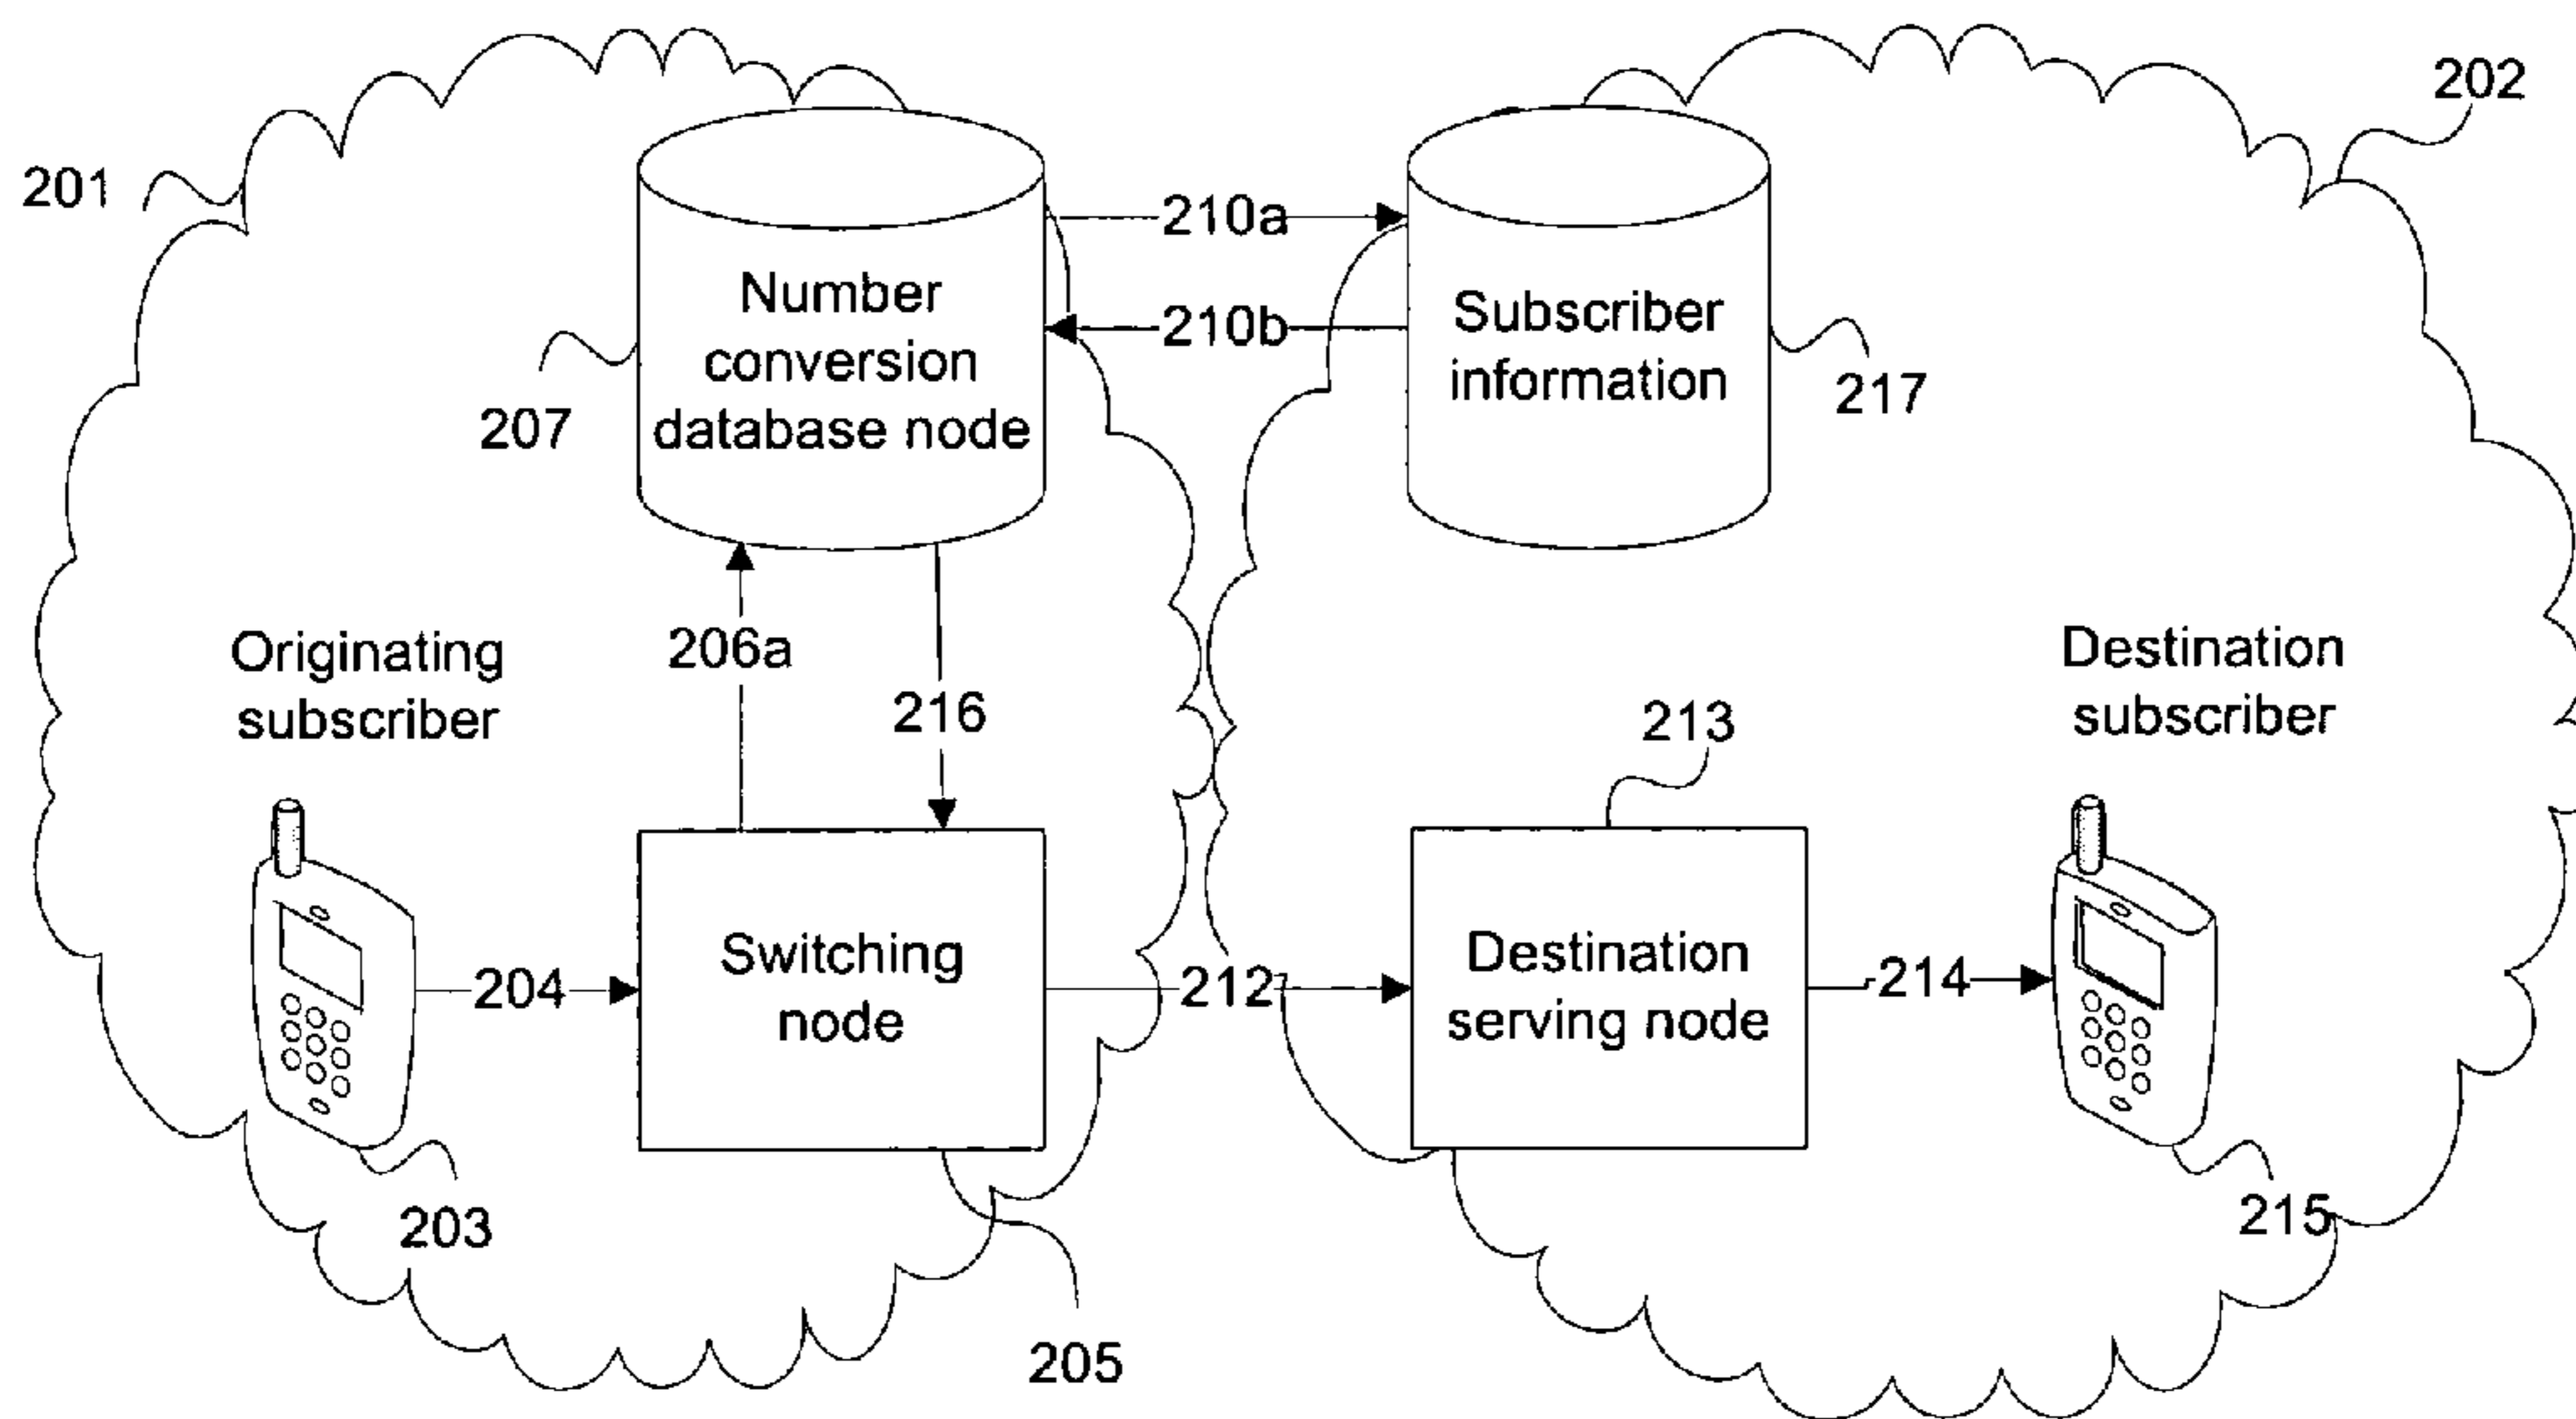 202
201
210a
Number
conversion
database node
210b
Subscriber
information
217
207
206a
216
Originating
subscriber
Destination
subscriber
213
204
Switching
node
212
Destination
serving node
214
203
215
205